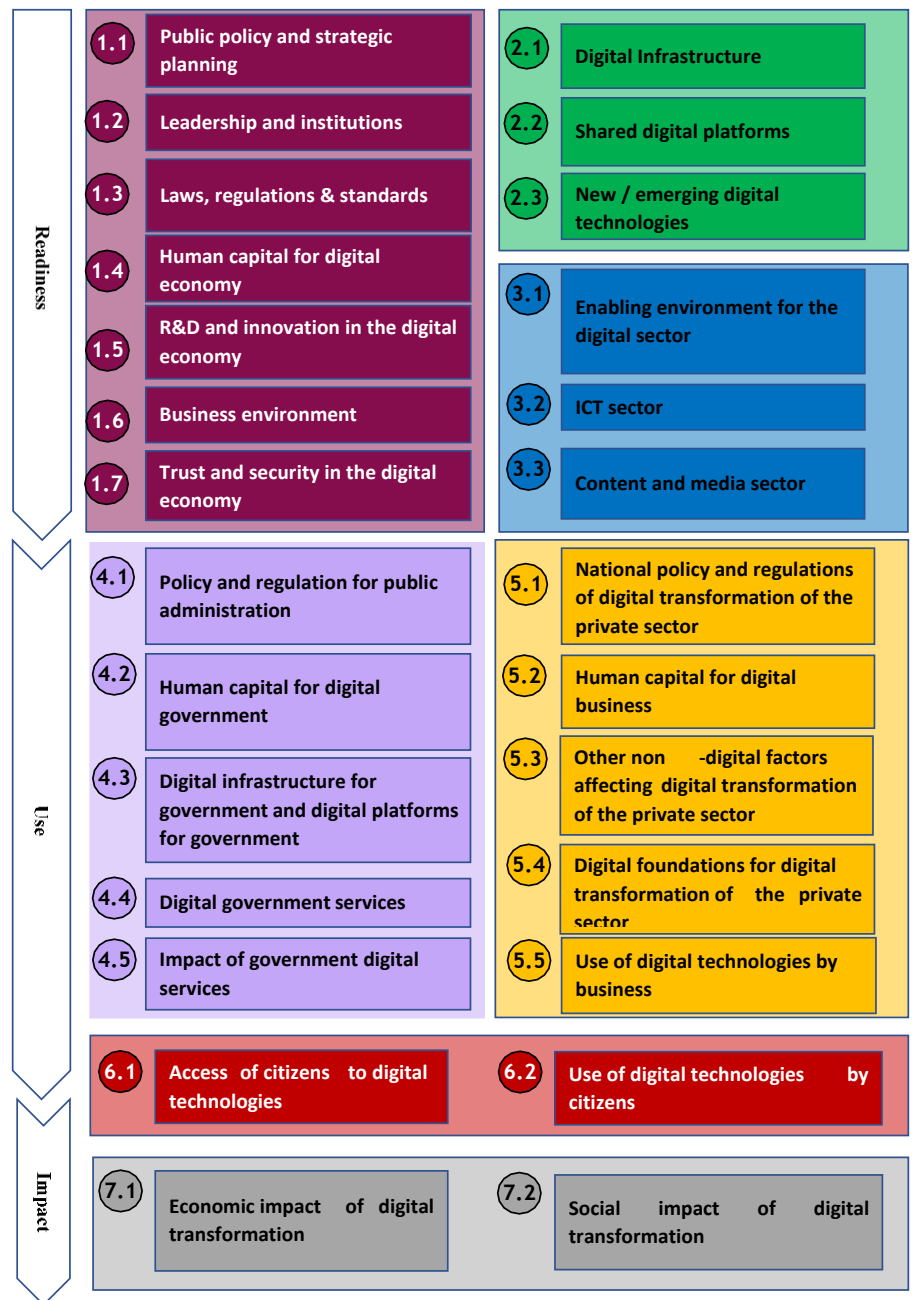 Readiness
1.1
Public policy and strategic
planning
1.2
Leadership and institutions
1.3
Laws, regulations & standards
1.4
Human capital for digital
economy
1.5
R&D and innovation in the digital
economy
1.6
Business environment
1.7
Trust and security in the digital
economy
2.1
Digital Infrastructure
2.2
Shared digital platforms
2.3
New / emerging digital
technologies
3.1
Enabling environment for the
digital sector
3.2
ICT sector
3.3
Content and media sector
Use
4.1
Policy and regulation for public
administration
4.2
Human capital for digital
government
4.3
Digital infrastructure for
government and digital platforms
for government
4.4
Digital government services
4.5
Impact of government digital
services
5.1
National policy and regulations
of digital transformation of the
private sector
5.2
Human capital for digital
business
5.3
Other non -digital factors
affecting digital transformation
of the private sector
5.4
Digital foundations for digital
transformation of the private
sector
5.5
Use of digital technologies by
business
6.1
Access of citizens to digital
technologies
6.2
Use of digital technologies by
citizens
Impact
7.1
Economic impact of digital
transformation
7.2
Social impact of digital
transformation